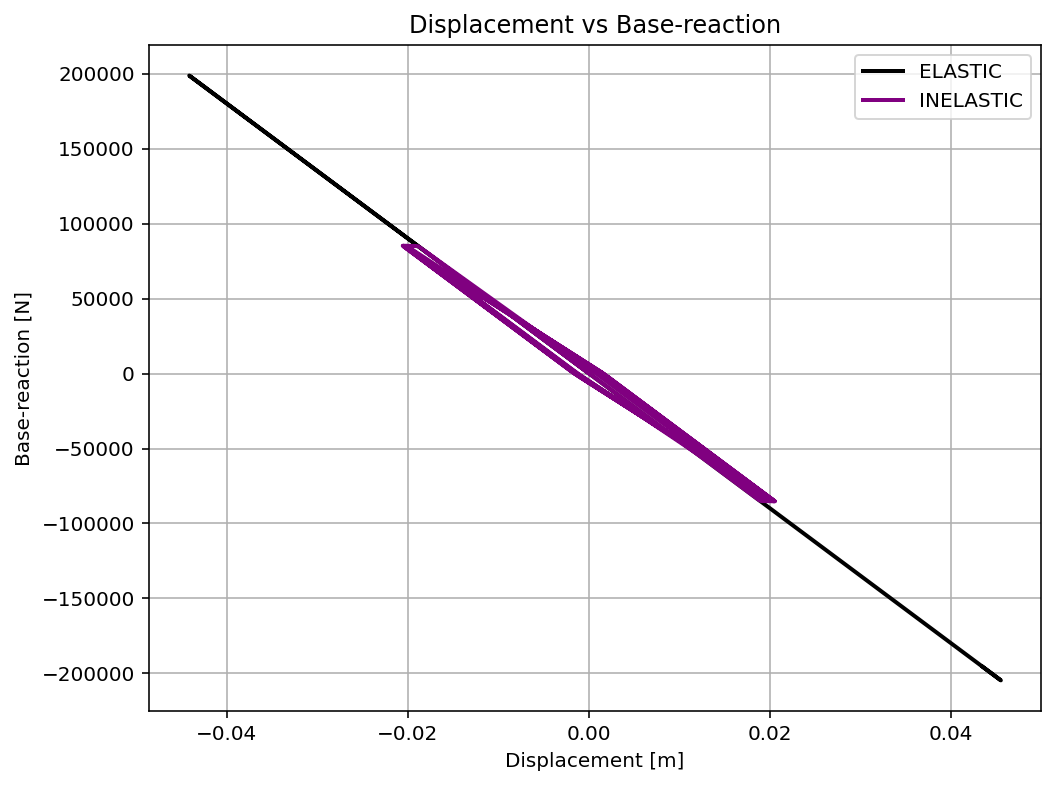 Displacement vs Base-reaction
ELASTIC
INELASTIC
200000
150000
100000
50000
0
−50000
−100000
−150000
−200000
Base-reaction [N]
−0.04
−0.02
0.00
0.02
0.04
Displacement [m]